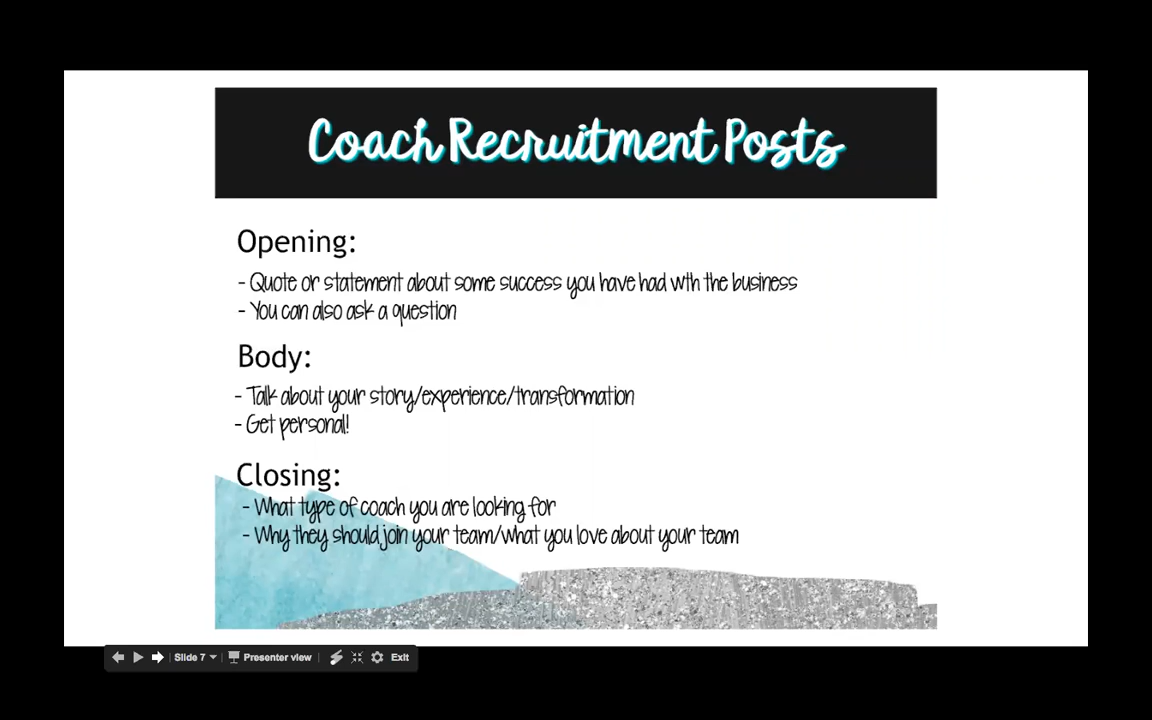 Coach Recruitment Posts
Opening:
- Quote or statement about some success you have had wth the business
- You can also ask a question
Body:
- Talk about your story/experience/transformation
- Get personal!
Closing:
- What type of coach you are looking for
- Why they should join your team/what you love about your team
Slide 7 Presenter view Exit